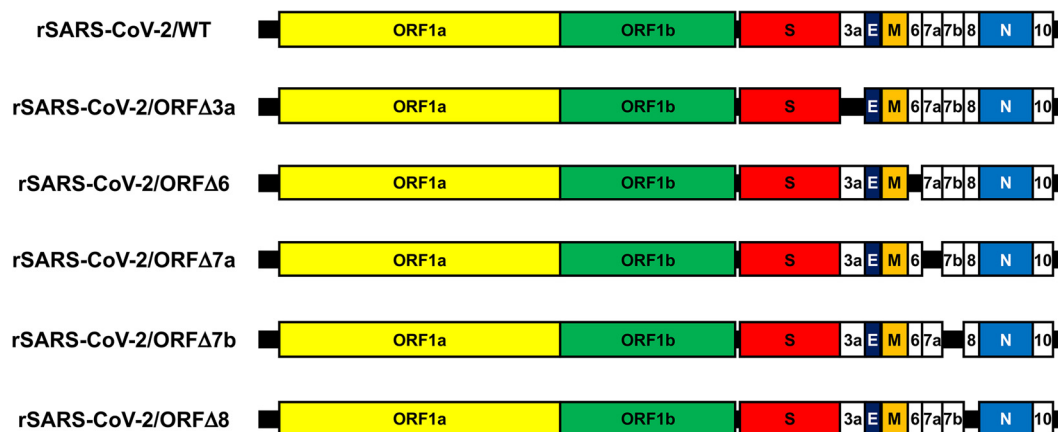 rSARS-CoV-2/WT ORF1a ORF1b S 3a E M 6 7a 7b 8 N 10
rSARS-CoV-2/ORFΔ3a ORF1a ORF1b S E M 6 7a 7b 8 N 10
rSARS-CoV-2/ORFΔ6 ORF1a ORF1b S 3a E M 7a 7b 8 N 10
rSARS-CoV-2/ORFΔ7a ORF1a ORF1b S 3a E M 6 7b 8 N 10
rSARS-CoV-2/ORFΔ7b ORF1a ORF1b S 3a E M 6 7a 8 N 10
rSARS-CoV-2/ORFΔ8 ORF1a ORF1b S 3a E M 6 7a 7b N 10